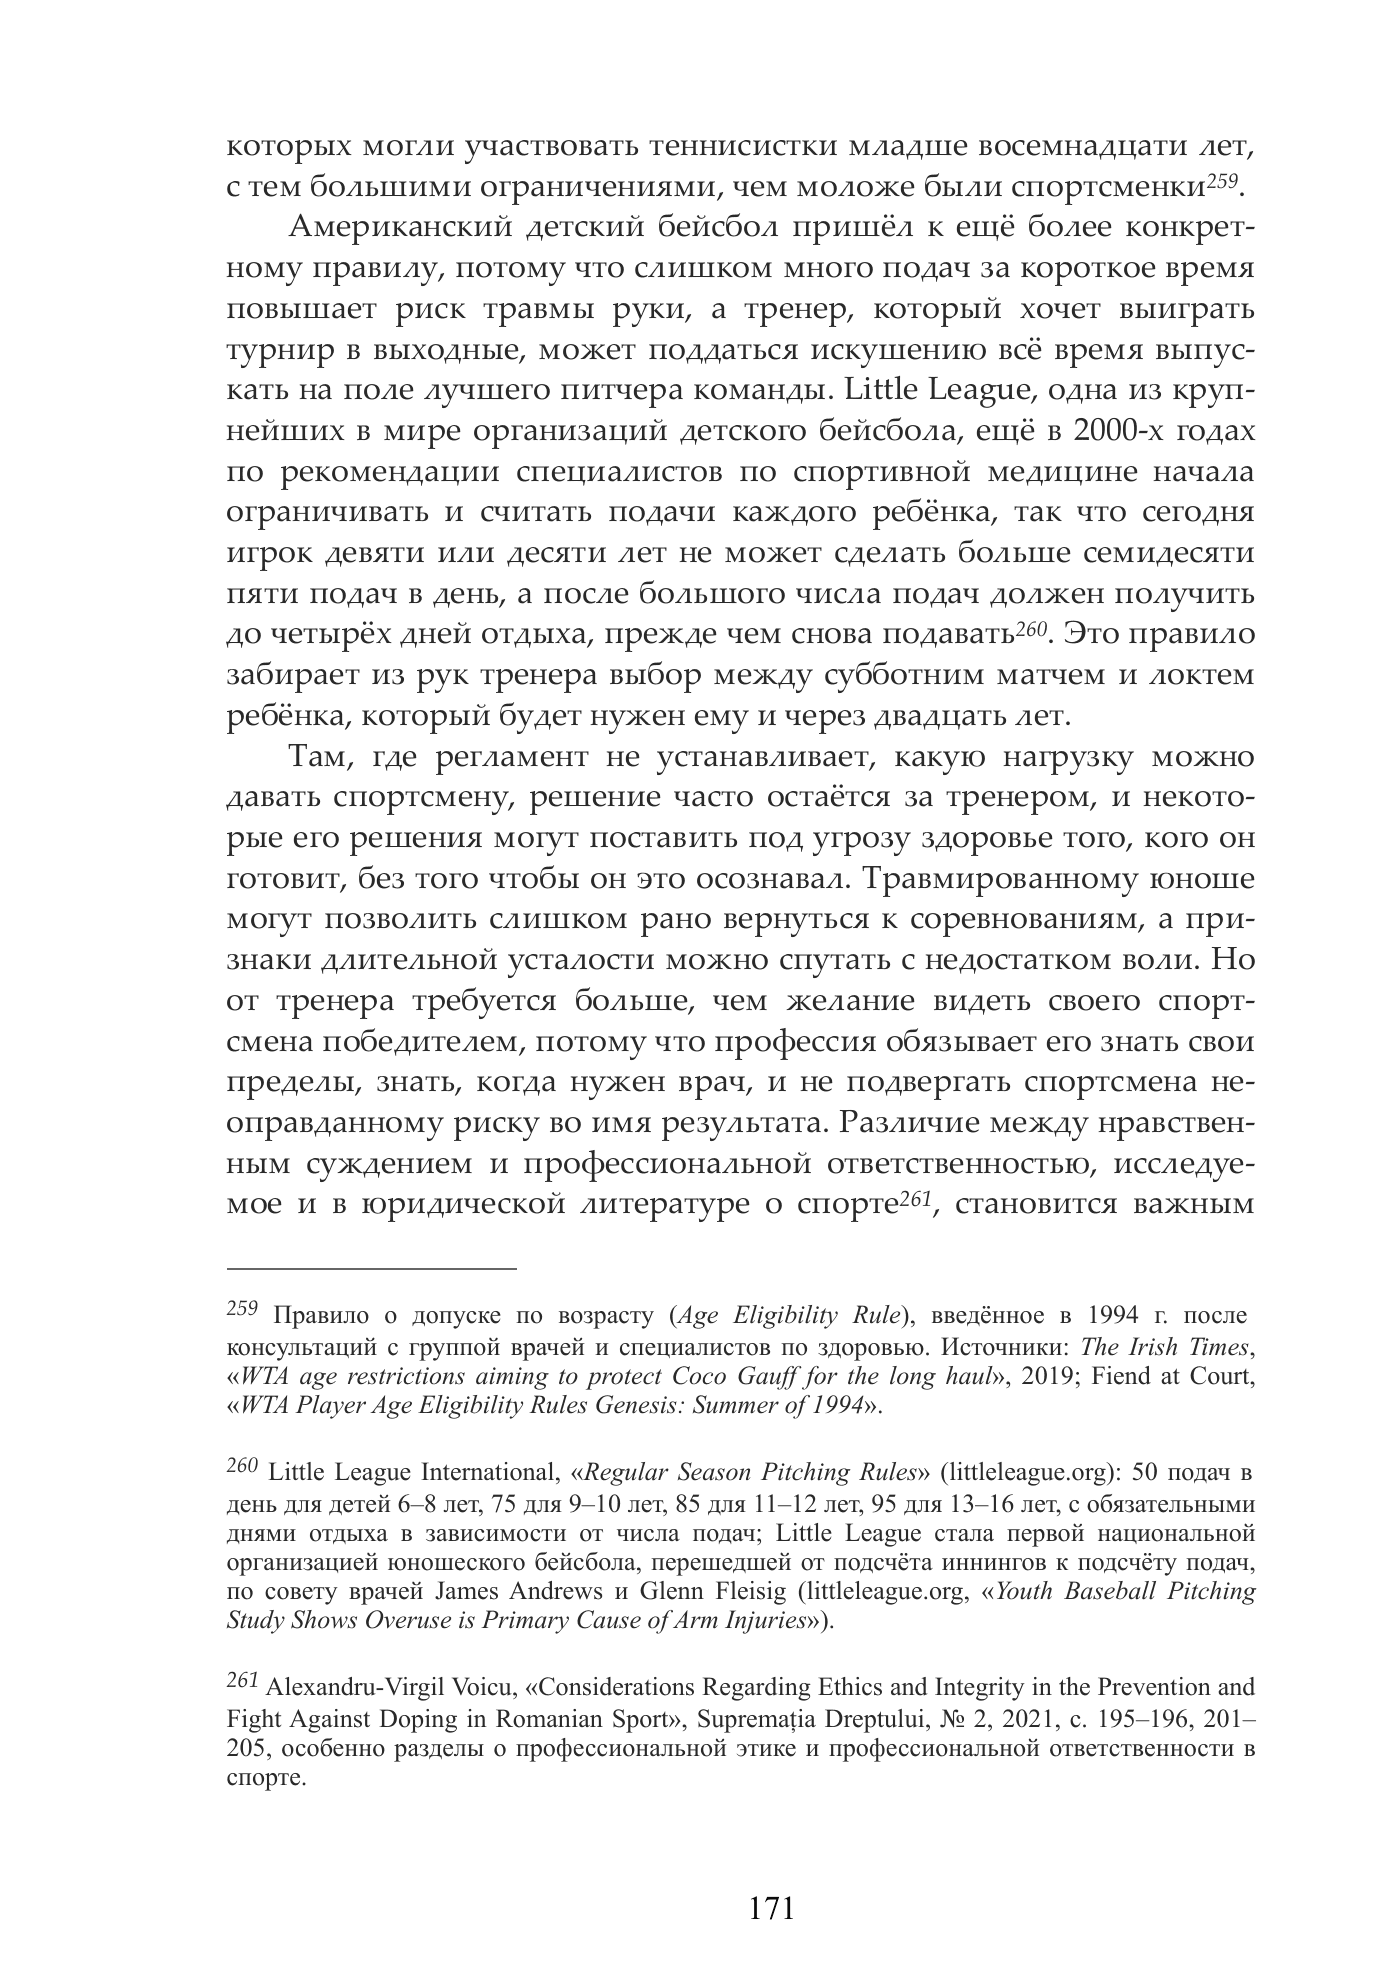 которых могли участвовать теннисистки младше восемнадцати лет,
с тем большими ограничениями, чем моложе были спортсменки259.
Американский детский бейсбол пришёл к ещё более конкрет-
ному правилу, потому что слишком много подач за короткое время
повышает риск травмы руки, а тренер, который хочет выиграть
турнир в выходные, может поддаться искушению всё время выпус-
кать на поле лучшего питчера команды. Little League, одна из круп-
нейших в мире организаций детского бейсбола, ещё в 2000-х годах
по рекомендации специалистов по спортивной медицине начала
ограничивать и считать подачи каждого ребёнка, так что сегодня
игрок девяти или десяти лет не может сделать больше семидесяти
пяти подач в день, а после большого числа подач должен получить
до четырёх дней отдыха, прежде чем снова подавать260. Это правило
забирает из рук тренера выбор между субботним матчем и локтем
ребёнка, который будет нужен ему и через двадцать лет.
Там, где регламент не устанавливает, какую нагрузку можно
давать спортсмену, решение часто остаётся за тренером, и некото-
рые его решения могут поставить под угрозу здоровье того, кого он
готовит, без того чтобы он это осознавал. Травмированному юноше
могут позволить слишком рано вернуться к соревнованиям, а при-
знаки длительной усталости можно спутать с недостатком воли. Но
от тренера требуется больше, чем желание видеть своего спорт-
смена победителем, потому что профессия обязывает его знать свои
пределы, знать, когда нужен врач, и не подвергать спортсмена не-
оправданному риску во имя результата. Различие между нравствен-
ным суждением и профессиональной ответственностью, исследуе-
мое и в юридической литературе о спорте261, становится важным
259 Правило о допуске по возрасту (Age Eligibility Rule), введённое в 1994 г. после
консультаций с группой врачей и специалистов по здоровью. Источники: The Irish Times,
«WTA age restrictions aiming to protect Coco Gauff for the long haul», 2019; Fiend at Court,
«WTA Player Age Eligibility Rules Genesis: Summer of 1994».
260 Little League International, «Regular Season Pitching Rules» (littleleague.org): 50 подач в
день для детей 6–8 лет, 75 для 9–10 лет, 85 для 11–12 лет, 95 для 13–16 лет, с обязательными
днями отдыха в зависимости от числа подач; Little League стала первой национальной
организацией юношеского бейсбола, перешедшей от подсчёта иннингов к подсчёту подач,
по совету врачей James Andrews и Glenn Fleisig (littleleague.org, «Youth Baseball Pitching
Study Shows Overuse is Primary Cause of Arm Injuries»).
261 Alexandru-Virgil Voicu, «Considerations Regarding Ethics and Integrity in the Prevention and
Fight Against Doping in Romanian Sport», Supremația Dreptului, № 2, 2021, с. 195–196, 201–
205, особенно разделы о профессиональной этике и профессиональной ответственности в
спорте.
171